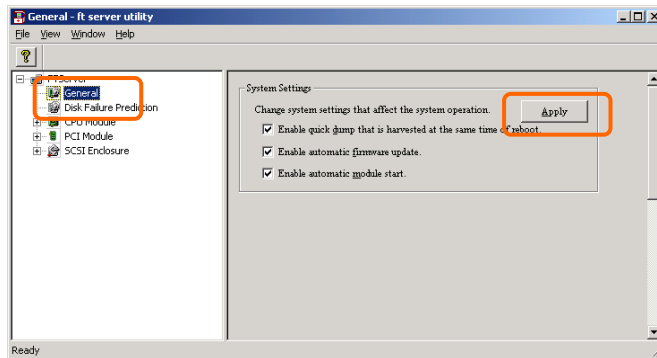 General - ft server utility
File View Window Help
FTServer
General
Disk Failure Prediction
CPU Module
PCI Module
SCSI Enclosure
System Settings
Change system settings that affect the system operation.
Apply
Enable quick dump that is harvested at the same time of reboot.
Enable automatic firmware update.
Enable automatic module start.
Ready